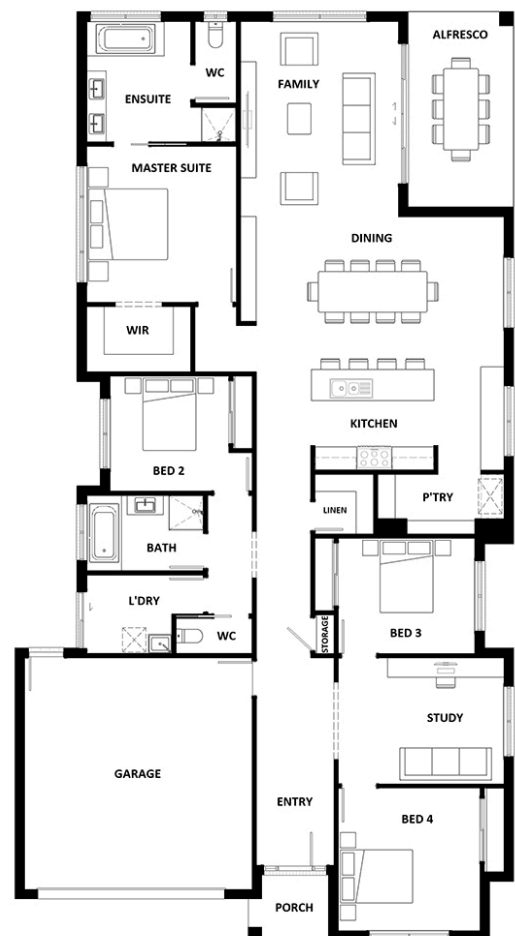 ALFRESCO
WC
FAMILY
ENSUITE
MASTER SUITE
DINING
WIR
KITCHEN
BED 2
P'TRY
LINEN
BATH
L'DRY
STORAGE
WC
BED 3
STUDY
GARAGE
ENTRY
BED 4
PORCH